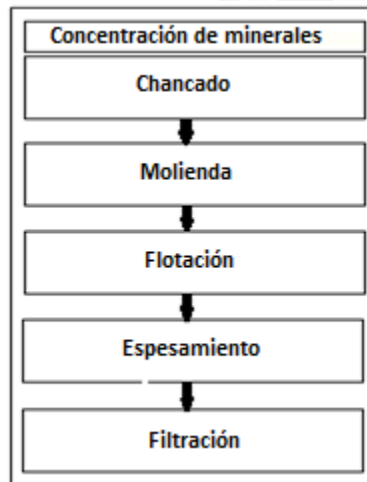 Concentración de minerales
Chancado
Molienda
Flotación
Espesamiento
Filtración